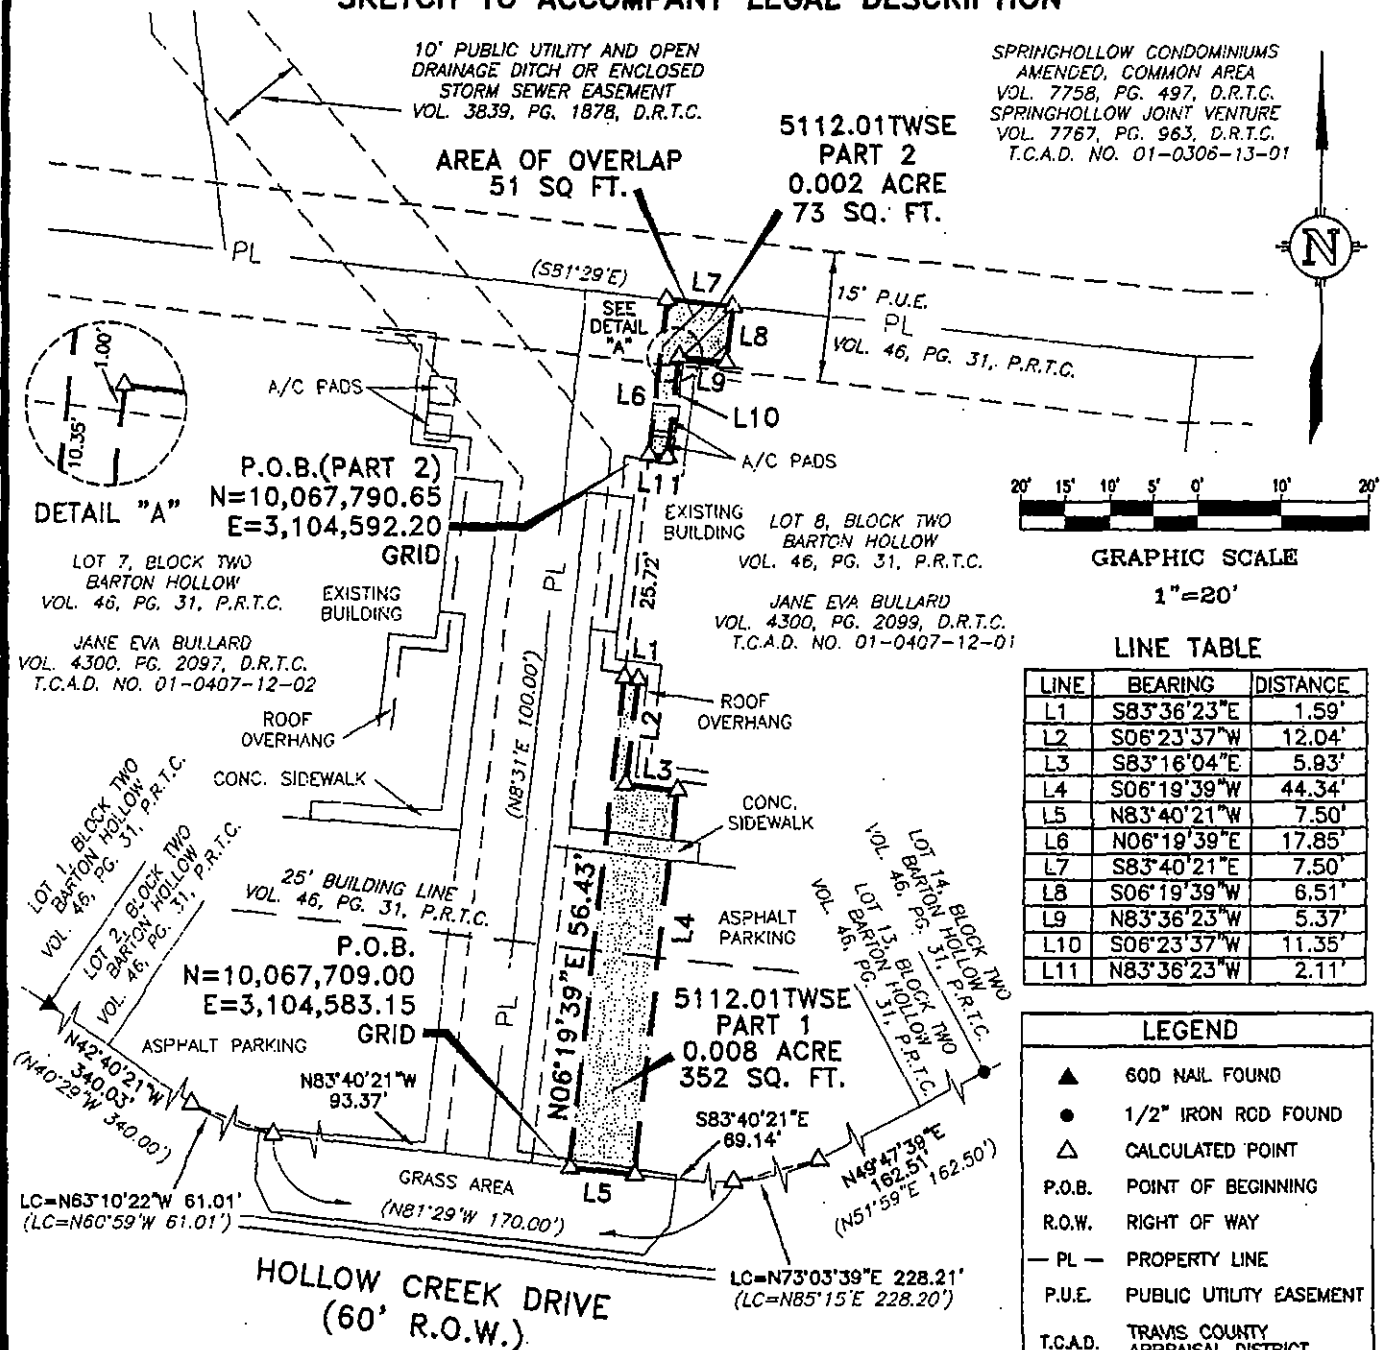 SKETCH TO ACCOMPANY LEGAL DESCRIPTION
10' PUBLIC UTILITY AND OPEN
DRAINAGE DITCH OR ENCLOSED
STORM SEWER EASEMENT
VOL. 3839, PG. 1878, D.R.T.C.
SPRINGHOLLOW CONDOMINIUMS
AMENDED, COMMON AREA
VOL. 7758, PG. 497, D.R.T.C.
SPRINGHOLLOW JOINT VENTURE
VOL. 7767, PG. 963, D.R.T.C.
T.C.A.D. NO. 01-0306-13-01
AREA OF OVERLAP
51 SQ FT.
5112.01TWSE
PART 2
0.002 ACRE
73 SQ. FT.
N
PL
(S81°29'E)
L7
SEE
DETAIL
"A"
L8
15' P.U.E.
PL
VOL. 46, PG. 31, P.R.T.C.
L6
L9
L10
1.00'
10.35'
DETAIL "A"
A/C PADS
A/C PADS
L11
P.O.B.(PART 2)
N=10,067,790.65
E=3,104,592.20
GRID
EXISTING
BUILDING
LOT 8, BLOCK TWO
BARTON HOLLOW
VOL. 46, PG. 31, P.R.T.C.
JANE EVA BULLARD
VOL. 4300, PG. 2099, D.R.T.C.
T.C.A.D. NO. 01-0407-12-01
20' 15' 10' 5' 0' 10' 20'
GRAPHIC SCALE
1"=20'
LOT 7, BLOCK TWO
BARTON HOLLOW
VOL. 46, PG. 31, P.R.T.C.
JANE EVA BULLARD
VOL. 4300. PG. 2097, D.R.T.C.
T.C.A.D. NO. 01-0407-12-02
EXISTING
BUILDING
PL
25.72'
L1
L2
L3
ROOF
OVERHANG
ROOF
OVERHANG
CONC. SIDEWALK
(N8°31'E 100.00')
CONC.
SIDEWALK
LINE TABLE
LINE BEARING DISTANCE
L1 S83°36'23"E 1.59'
L2 S06°23'37"W 12.04'
L3 S83°16'04"E 5.93'
L4 S06°19'39"W 44.34'
L5 N83°40'21"W 7.50'
L6 N06°19'39"E 17.85'
L7 S83°40'21"E 7.50'
L8 S06°19'39"W 6.51'
L9 N83°36'23"W 5.37'
L10 S06°23'37"W 11.35'
L11 N83°36'23"W 2.11'
LOT 1, BLOCK TWO
BARTON HOLLOW
VOL. 46, PG. 31, P.R.T.C.
LOT 2, BLOCK TWO
BARTON HOLLOW
VOL. 46, PG. 31, P.R.T.C.
25' BUILDING LINE
VOL. 46, PG. 31, P.R.T.C.
P.O.B.
N=10,067,709.00
E=3,104,583.15
GRID
PL
N06°19'39"E 56.43'
L4
ASPHALT
PARKING
5112.01TWSE
PART 1
0.008 ACRE
352 SQ. FT.
LOT 14, BLOCK TWO
BARTON HOLLOW
VOL. 46, PG. 31, P.R.T.C.
LOT 13, BLOCK TWO
BARTON HOLLOW
VOL. 46, PG. 31, P.R.T.C.
ASPHALT PARKING
N42°40'21"W
340.03'
(N40°29'W 340.00')
N83°40'21"W
93.37'
S83°40'21"E
69.14'
N49°47'39"E
162.51'
(N51°59'E 162.50')
GRASS AREA
L5
(N81°29'W 170.00')
LC=N63°10'22"W 61.01'
(LC=N60°59'W 61.01')
LC=N73°03'39"E 228.21'
(LC=N85°15'E 228.20')
HOLLOW CREEK DRIVE
(60' R.O.W.)
LEGEND
60D NAIL FOUND
1/2" IRON ROD FOUND
CALCULATED POINT
P.O.B. POINT OF BEGINNING
R.O.W. RIGHT OF WAY
— PL — PROPERTY LINE
P.U.E. PUBLIC UTILITY EASEMENT
T.C.A.D. TRAVIS COUNTY
APPRAISAL DISTRICT